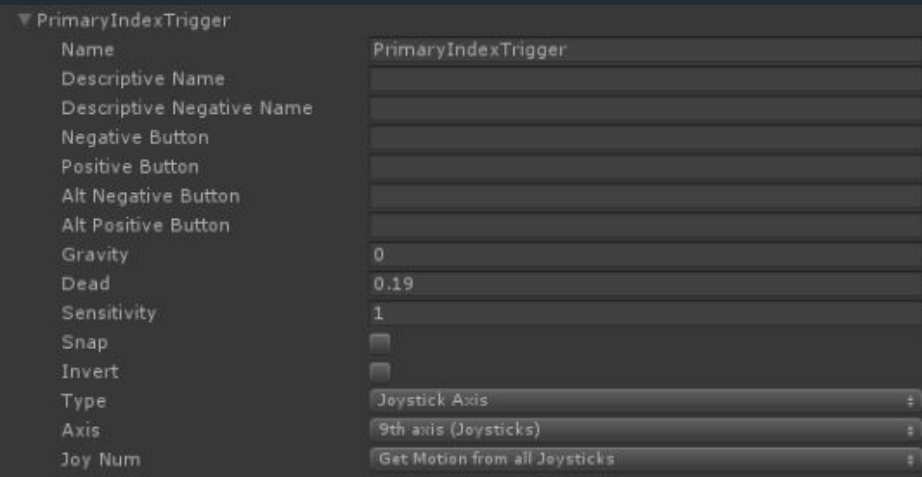 PrimaryIndexTrigger
Name PrimaryIndexTrigger
Descriptive Name
Descriptive Negative Name
Negative Button
Positive Button
Alt Negative Button
Alt Positive Button
Gravity 0
Dead 0.19
Sensitivity 1
Snap
Invert
Type Joystick Axis
Axis 9th axis (Joysticks)
Joy Num Get Motion from all Joysticks